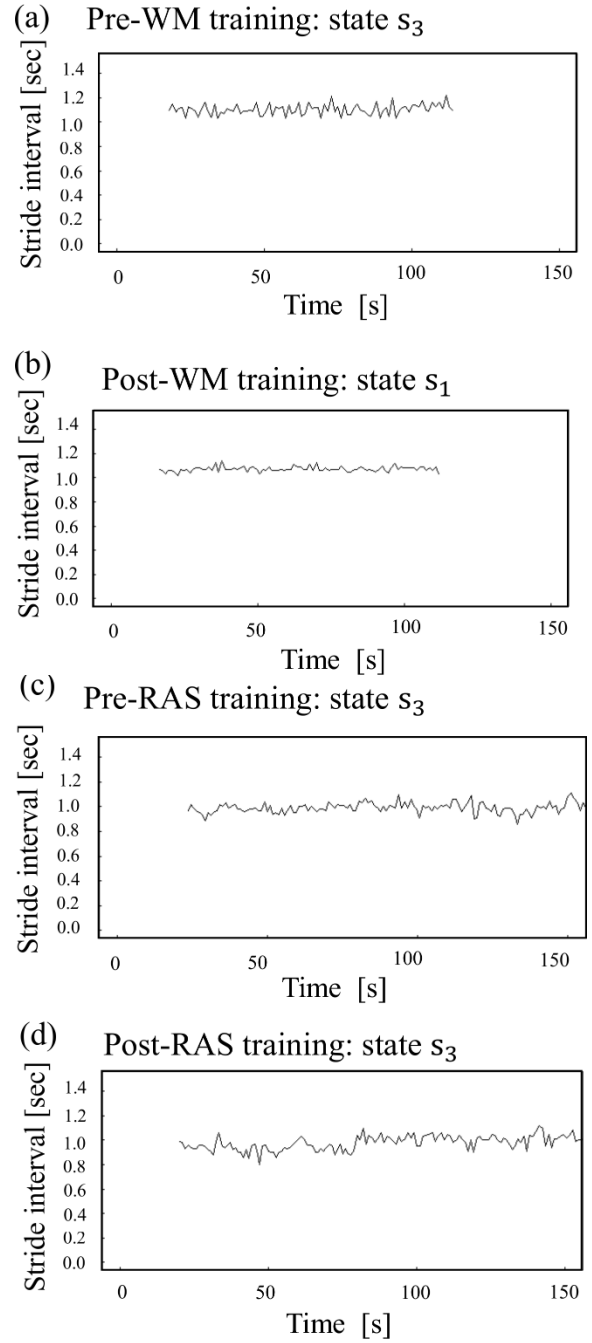 (a) Pre-WM training: state s₃
Stride interval [sec]
1.4
1.2
1.0
0.8
0.6
0.4
0.2
0.0
0 50 100 150
Time [s]
(b) Post-WM training: state s₁
Stride interval [sec]
1.4
1.2
1.0
0.8
0.6
0.4
0.2
0.0
0 50 100 150
Time [s]
(c) Pre-RAS training: state s₃
Stride interval [sec]
1.4
1.2
1.0
0.8
0.6
0.4
0.2
0.0
0 50 100 150
Time [s]
(d) Post-RAS training: state s₃
Stride interval [sec]
1.4
1.2
1.0
0.8
0.6
0.4
0.2
0.0
0 50 100 150
Time [s]